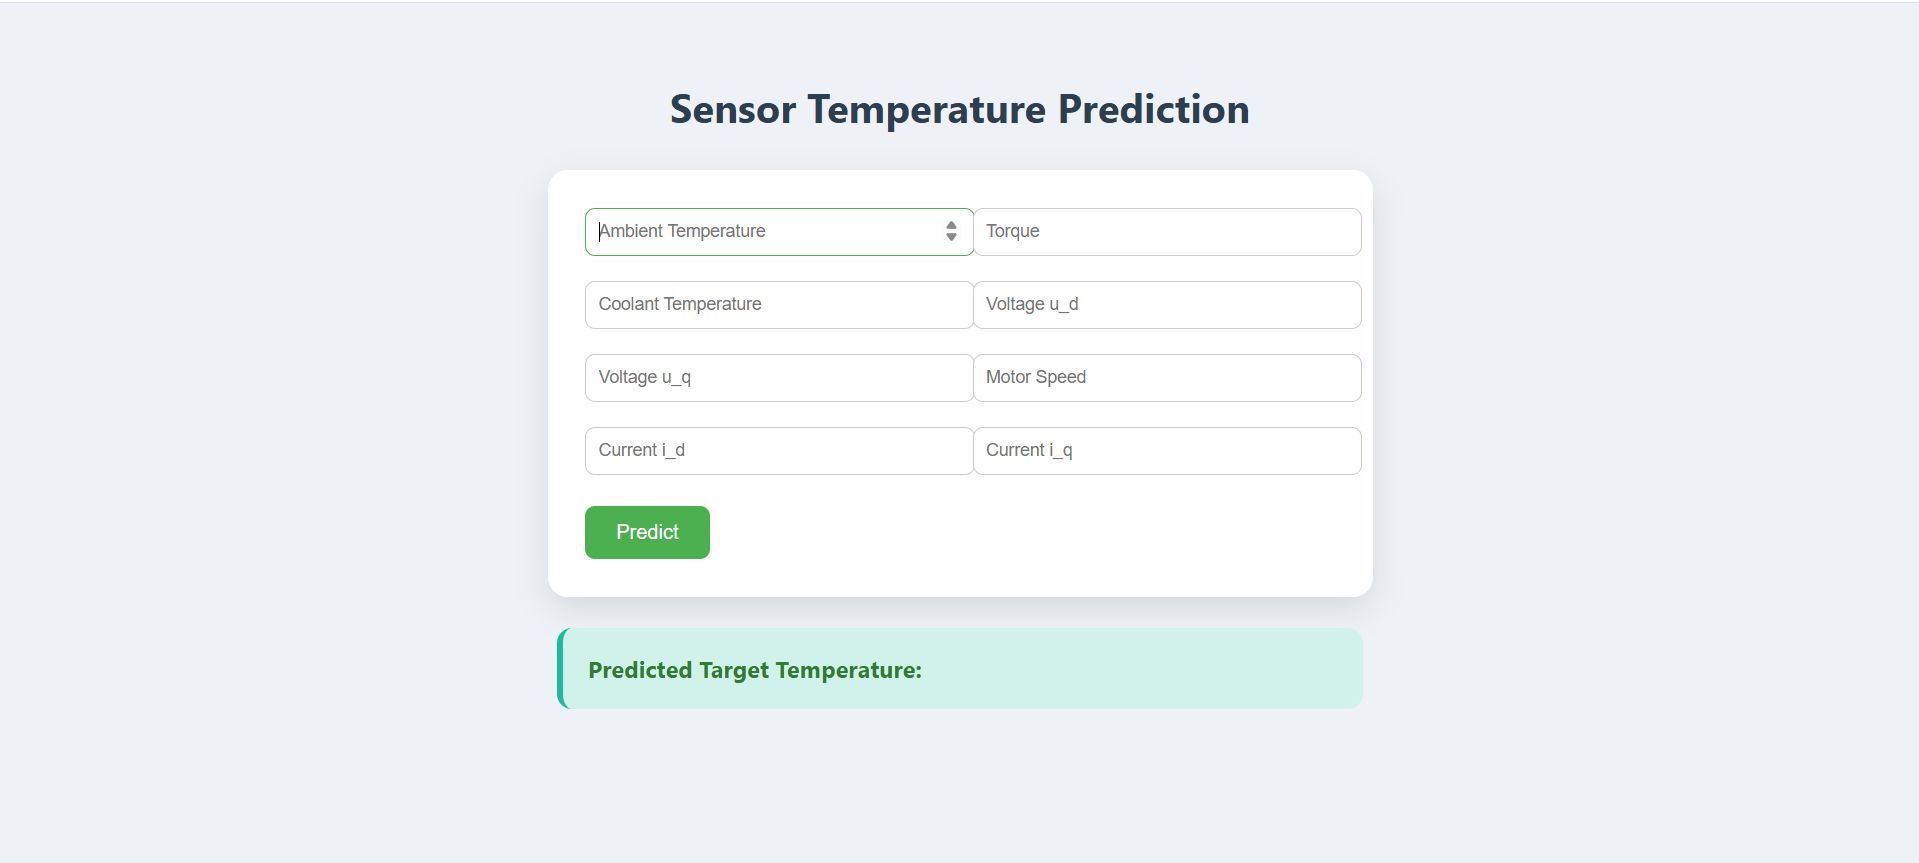 Sensor Temperature Prediction
Ambient Temperature
Torque
Coolant Temperature
Voltage u_d
Voltage u_q
Motor Speed
Current i_d
Current i_q
Predict
Predicted Target Temperature: